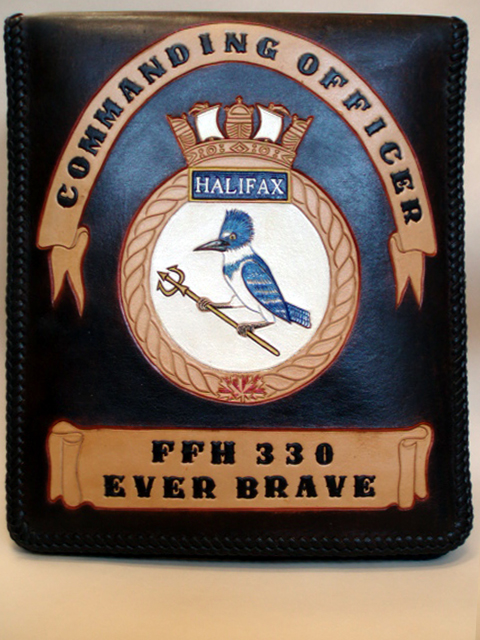 COMMANDING OFFICER
HALIFAX
FFH 330
EVER BRAVE